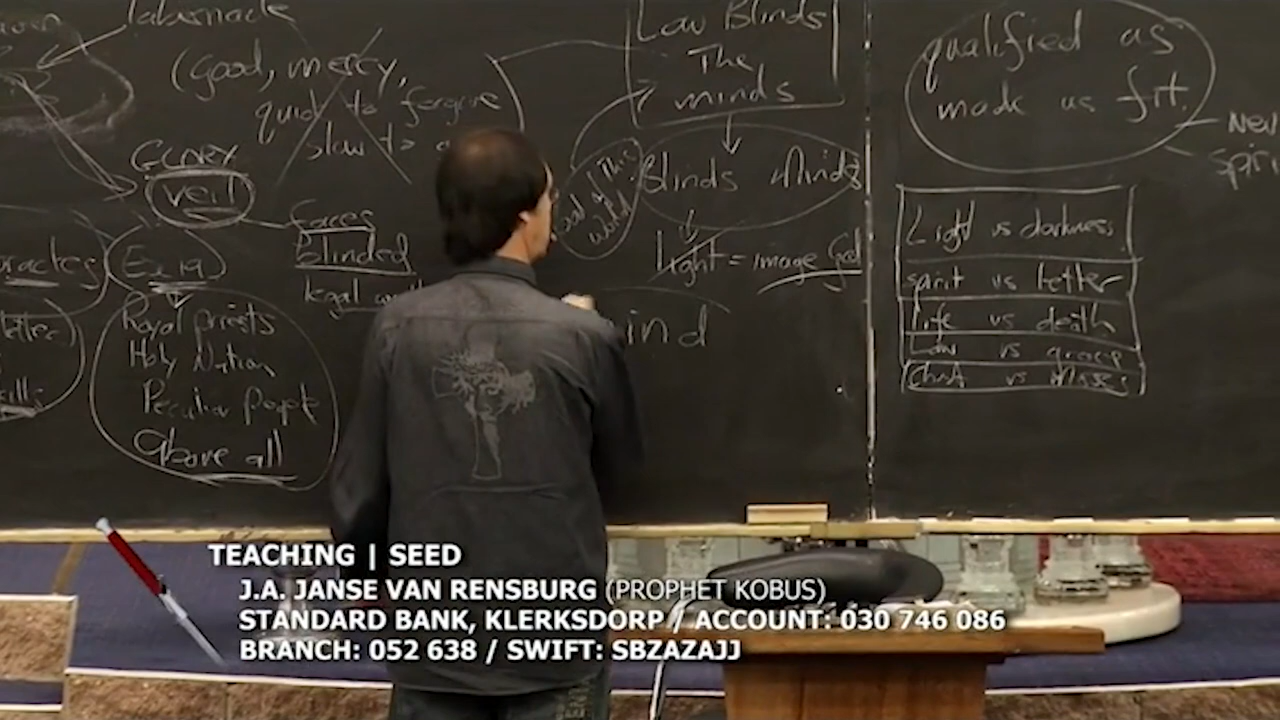 tabernacle
(Good, mercy,
quick to forgive
slow to
GLORY
veil
faces
blinded
legal
Ex 19
Royal priests
Holy Nation
Peculiar people
above all
Law Blinds
The
minds
God of This
world
Blinds Minds
Light = image God
ind
qualified as
made us fit.
New
Spiri
Light vs darkness
spirit vs letter
life vs death
Law vs grace
Christ vs Moses
TEACHING | SEED
J.A. JANSE VAN RENSBURG (PROPHET KOBUS)
STANDARD BANK, KLERKSDORP / ACCOUNT: 030 746 086
BRANCH: 052 638 / SWIFT: SBZAZAJJ